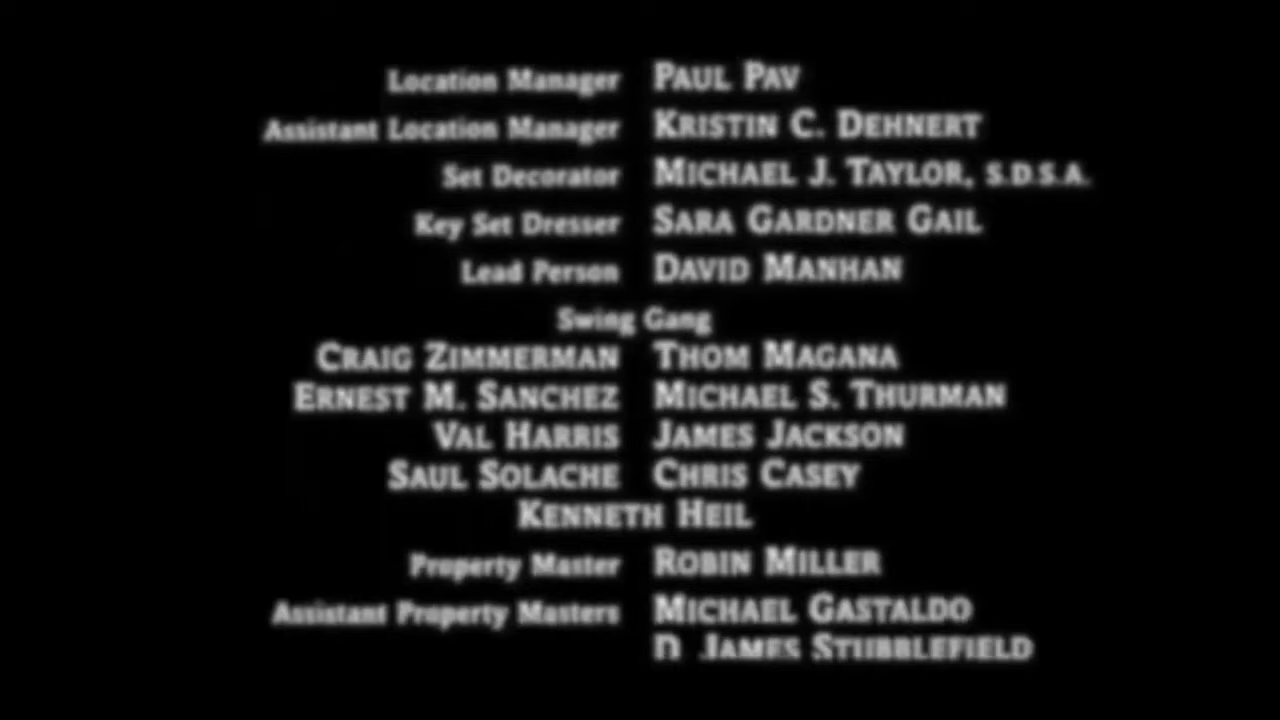 Location Manager PAUL PAV
Assistant Location Manager KRISTIN C. DEHNERT
Set Decorator MICHAEL J. TAYLOR, S.D.S.A.
Key Set Dresser SARA GARDNER GAIL
Lead Person DAVID MANHAN
Swing Gang
CRAIG ZIMMERMAN THOM MAGANA
ERNEST M. SANCHEZ MICHAEL S. THURMAN
VAL HARRIS JAMES JACKSON
SAUL SOLACHE CHRIS CASEY
KENNETH HEIL
Property Master ROBIN MILLER
Assistant Property Masters MICHAEL GASTALDO
D. JAMES STUBBLEFIELD